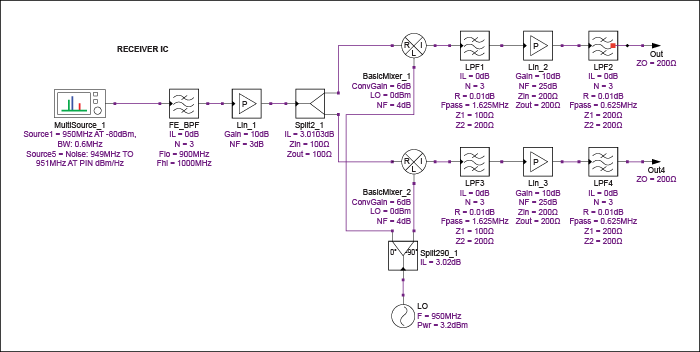 RECEIVER IC
MultiSource_1
Source1 = 950MHz AT -80dBm,
BW: 0.6MHz
Source5 = Noise: 949MHz TO
951MHz AT PIN dBm/Hz
FE_BPF
IL = 0dB
N = 3
Flo = 900MHz
Fhi = 1000MHz
P
Lin_1
Gain = 10dB
NF = 3dB
Split2_1
IL = 3.0103dB
Zin = 100Ω
Zout = 100Ω
R I
L
BasicMixer_1
ConvGain = 6dB
LO = 0dBm
NF = 4dB
LPF1
IL = 0dB
N = 3
R = 0.01dB
Fpass = 1.625MHz
Z1 = 100Ω
Z2 = 200Ω
P
Lin_2
Gain = 10dB
NF = 25dB
Zin = 200Ω
Zout = 200Ω
LPF2
IL = 0dB
N = 3
R = 0.01dB
Fpass = 0.625MHz
Z1 = 200Ω
Z2 = 200Ω
Out
ZO = 200Ω
R I
L
BasicMixer_2
ConvGain = 6dB
LO = 0dBm
NF = 4dB
LPF3
IL = 0dB
N = 3
R = 0.01dB
Fpass = 1.625MHz
Z1 = 100Ω
Z2 = 200Ω
P
Lin_3
Gain = 10dB
NF = 25dB
Zin = 200Ω
Zout = 200Ω
LPF4
IL = 0dB
N = 3
R = 0.01dB
Fpass = 0.625MHz
Z1 = 200Ω
Z2 = 200Ω
Out4
ZO = 200Ω
0° -90°
Split290_1
IL = 3.02dB
LO
F = 950MHz
Pwr = 3.2dBm